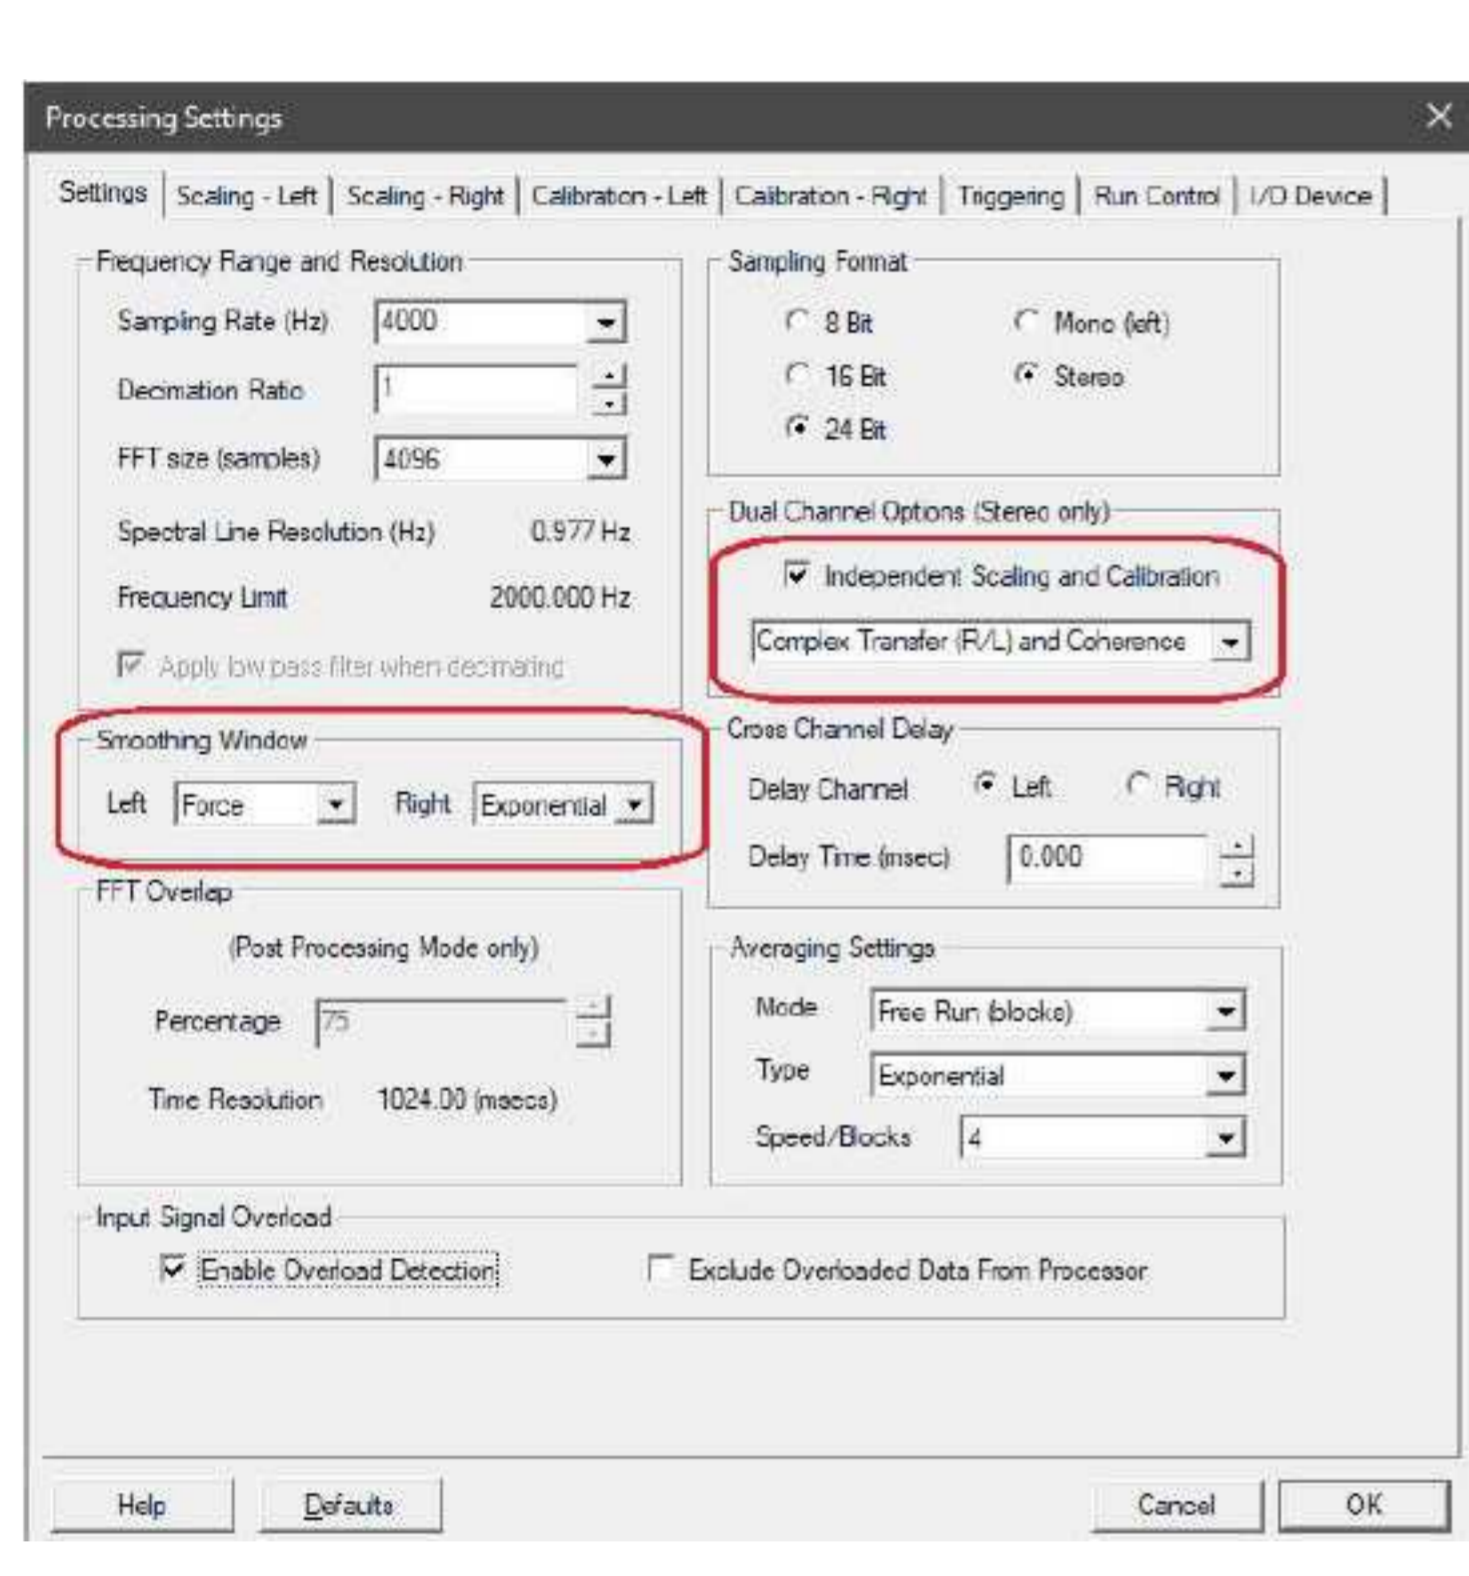 Processing Settings
Settings Scaling - Left Scaling - Right Calibration - Left Calibration - Right Triggering Run Control I/O Device
Frequency Range and Resolution
Sampling Rate (Hz) 4000
Decimation Ratio 1
FFT size (samples) 4096
Spectral Line Resolution (Hz) 0.977 Hz
Frequency Limit 2000.000 Hz
Apply low pass filter when decimating
Smoothing Window
Left Force Right Exponential
FFT Overlap
(Post Processing Mode only)
Percentage 75
Time Resolution 1024.00 (msecs)
Sampling Format
8 Bit Mono (left)
16 Bit Stereo
24 Bit
Dual Channel Options (Stereo only)
Independent Scaling and Calibration
Complex Transfer (R/L) and Coherence
Cross Channel Delay
Delay Channel Left Right
Delay Time (msec) 0.000
Averaging Settings
Mode Free Run (blocks)
Type Exponential
Speed/Blocks 4
Input Signal Overload
Enable Overload Detection Exclude Overloaded Data From Processor
Help Defaults Cancel OK